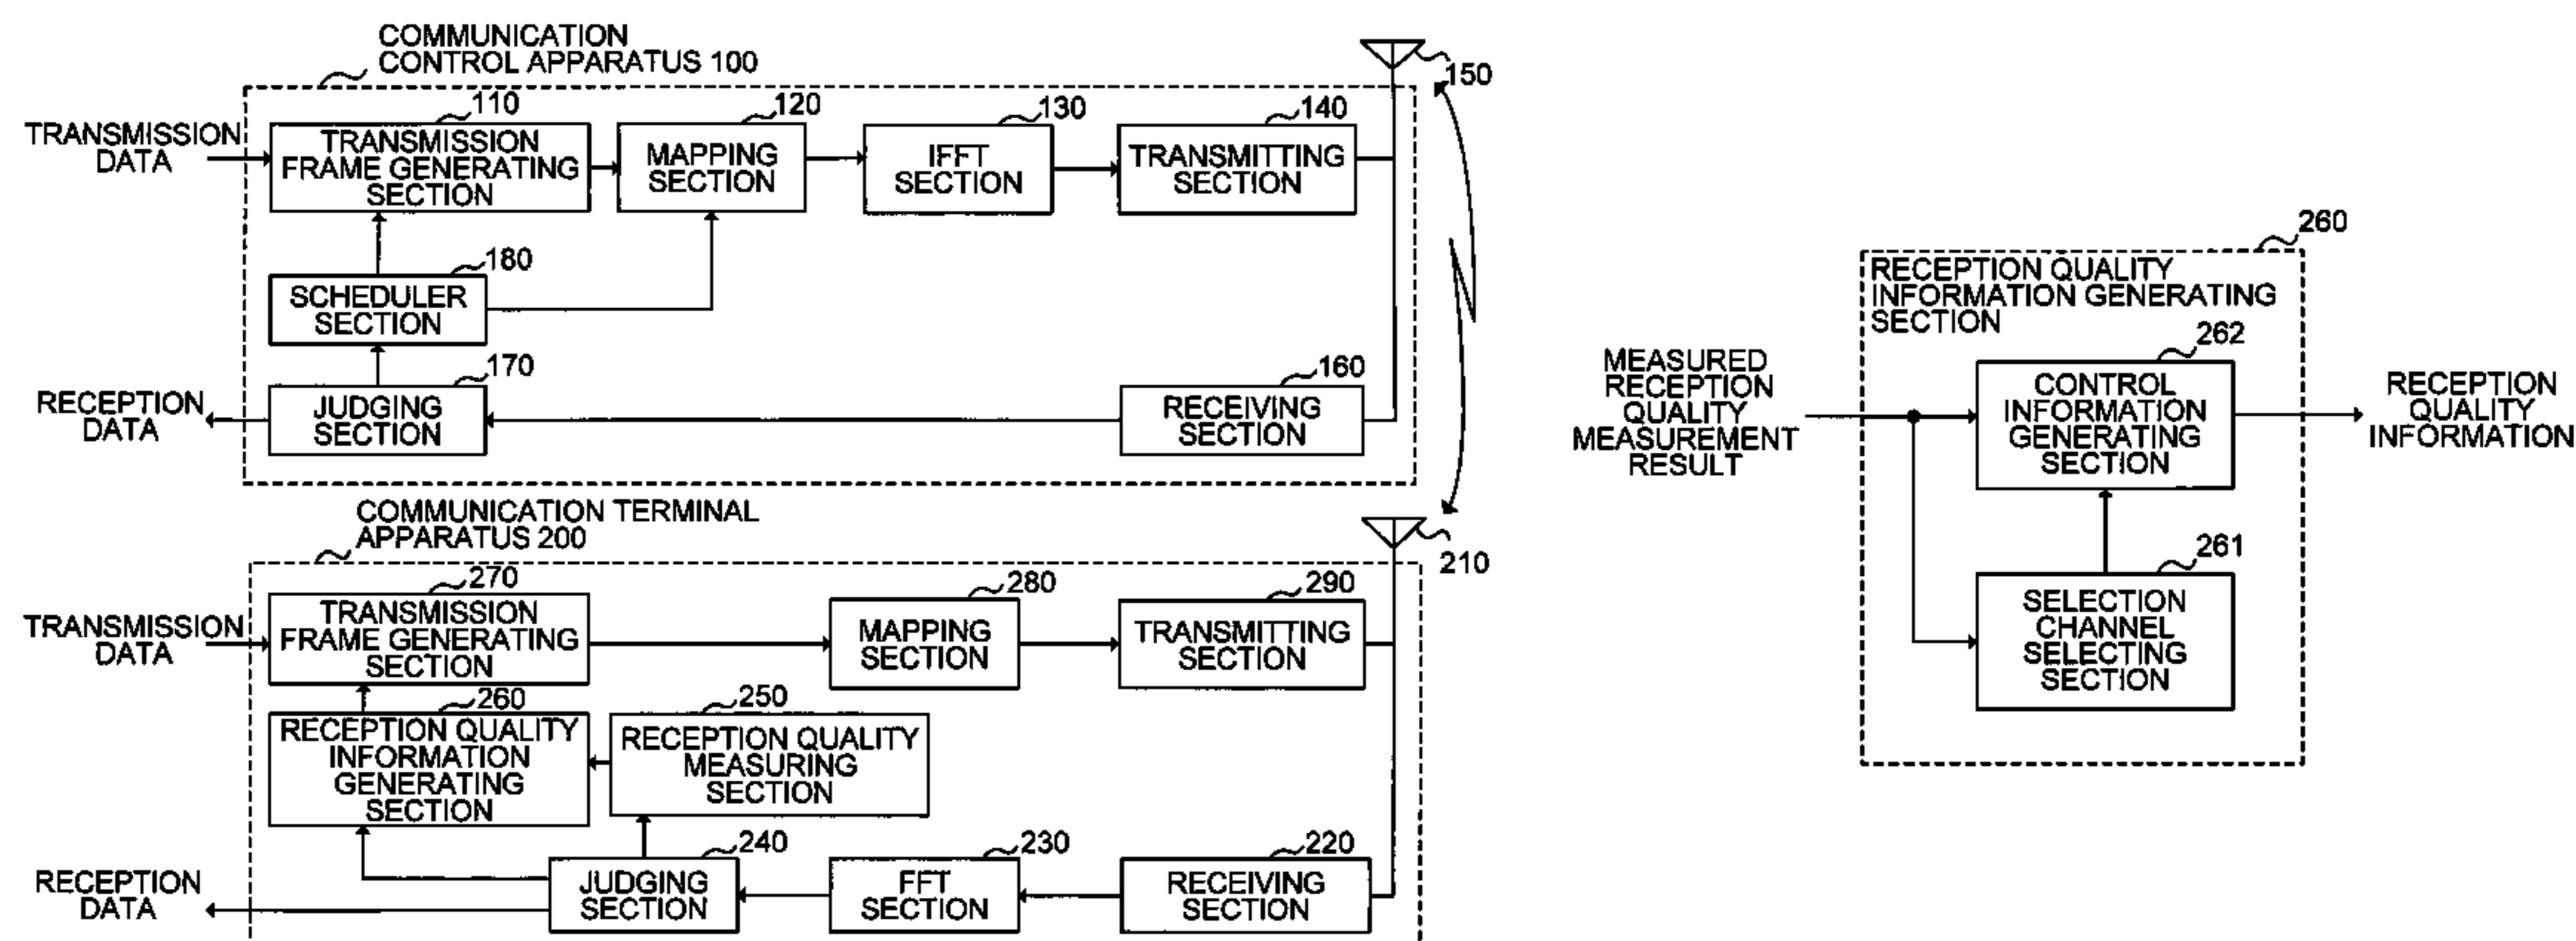 COMMUNICATION
CONTROL APPARATUS 100
150
TRANSMISSION
DATA
110
TRANSMISSION
FRAME GENERATING
SECTION
120
MAPPING
SECTION
130
IFFT
SECTION
140
TRANSMITTING
SECTION
180
SCHEDULER
SECTION
RECEPTION
DATA
170
JUDGING
SECTION
160
RECEIVING
SECTION
COMMUNICATION TERMINAL
APPARATUS 200
210
TRANSMISSION
DATA
270
TRANSMISSION
FRAME GENERATING
SECTION
280
MAPPING
SECTION
290
TRANSMITTING
SECTION
260
RECEPTION QUALITY
INFORMATION
GENERATING
SECTION
250
RECEPTION QUALITY
MEASURING
SECTION
RECEPTION
DATA
240
JUDGING
SECTION
230
FFT
SECTION
220
RECEIVING
SECTION
260
RECEPTION QUALITY
INFORMATION GENERATING
SECTION
MEASURED
RECEPTION
QUALITY
MEASUREMENT
RESULT
262
CONTROL
INFORMATION
GENERATING
SECTION
RECEPTION
QUALITY
INFORMATION
261
SELECTION
CHANNEL
SELECTING
SECTION